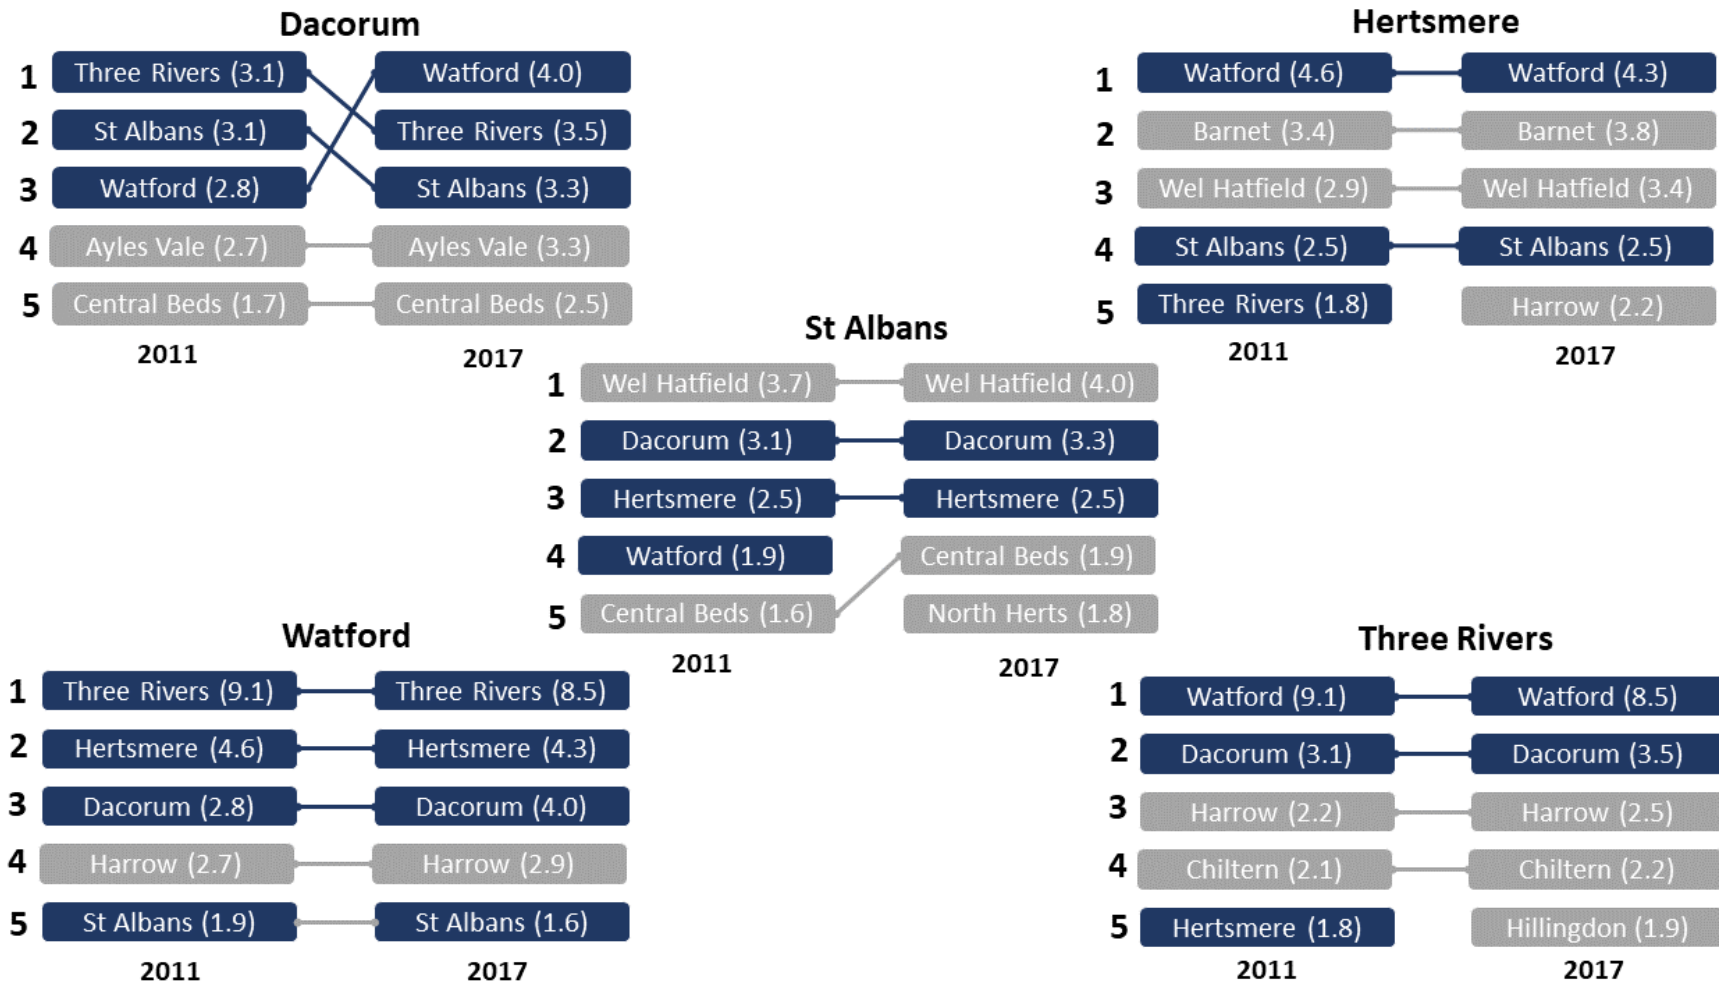 Dacorum
1 Three Rivers (3.1) Watford (4.0)
2 St Albans (3.1) Three Rivers (3.5)
3 Watford (2.8) St Albans (3.3)
4 Ayles Vale (2.7) Ayles Vale (3.3)
5 Central Beds (1.7) Central Beds (2.5)
2011 2017
Hertsmere
1 Watford (4.6) Watford (4.3)
2 Barnet (3.4) Barnet (3.8)
3 Wel Hatfield (2.9) Wel Hatfield (3.4)
4 St Albans (2.5) St Albans (2.5)
5 Three Rivers (1.8) Harrow (2.2)
2011 2017
St Albans
1 Wel Hatfield (3.7) Wel Hatfield (4.0)
2 Dacorum (3.1) Dacorum (3.3)
3 Hertsmere (2.5) Hertsmere (2.5)
4 Watford (1.9) Central Beds (1.9)
5 Central Beds (1.6) North Herts (1.8)
2011 2017
Watford
1 Three Rivers (9.1) Three Rivers (8.5)
2 Hertsmere (4.6) Hertsmere (4.3)
3 Dacorum (2.8) Dacorum (4.0)
4 Harrow (2.7) Harrow (2.9)
5 St Albans (1.9) St Albans (1.6)
2011 2017
Three Rivers
1 Watford (9.1) Watford (8.5)
2 Dacorum (3.1) Dacorum (3.5)
3 Harrow (2.2) Harrow (2.5)
4 Chiltern (2.1) Chiltern (2.2)
5 Hertsmere (1.8) Hillingdon (1.9)
2011 2017